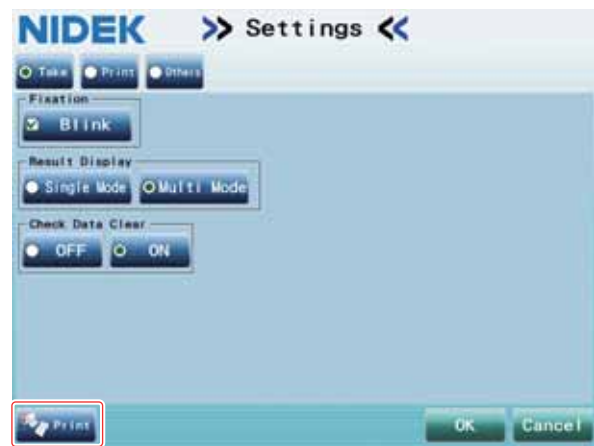 NIDEK >> Settings <<
Take Print Others
Fixation
Blink
Result Display
Single Mode Multi Mode
Check Data Clear
OFF ON
Print OK Cancel